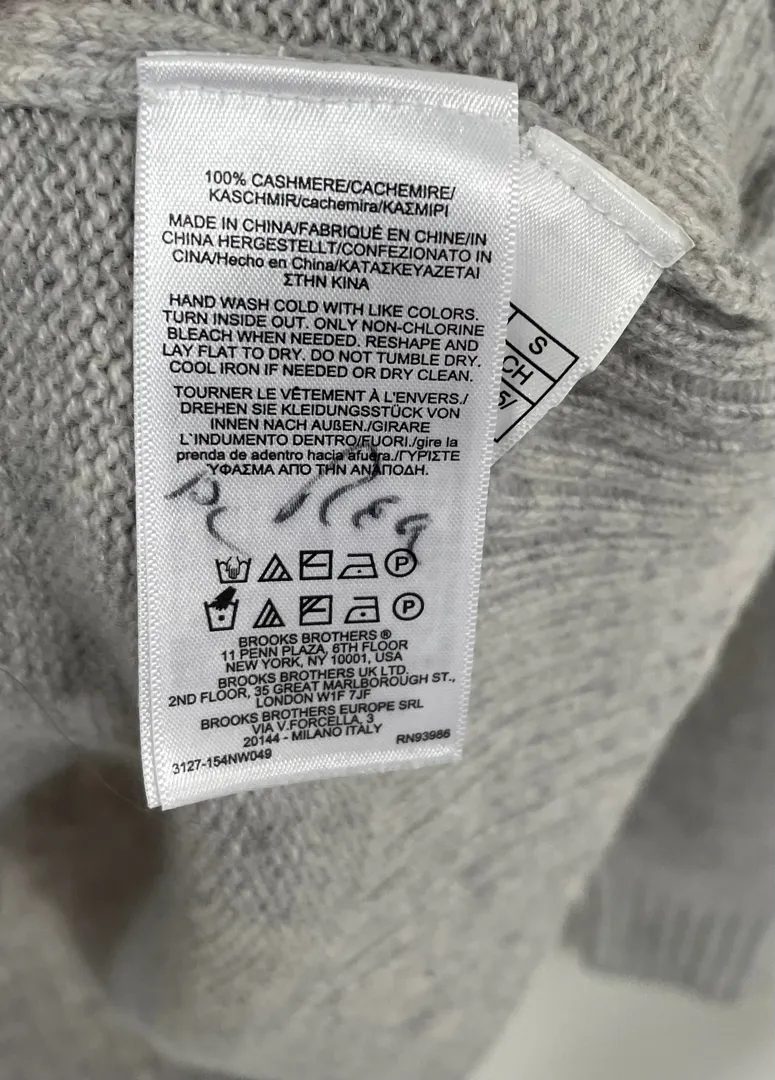 100% CASHMERE/CACHEMIRE/
KASCHMIR/cachemira/ΚΑΣΜΙΡΙ
MADE IN CHINA/FABRIQUÉ EN CHINE/IN
CHINA HERGESTELLT/CONFEZIONATO IN
CINA/Hecho en China/ΚΑΤΑΣΚΕΥΑΖΕΤΑΙ
ΣΤΗΝ ΚΙΝΑ
HAND WASH COLD WITH LIKE COLORS.
TURN INSIDE OUT. ONLY NON-CHLORINE
BLEACH WHEN NEEDED. RESHAPE AND
LAY FLAT TO DRY. DO NOT TUMBLE DRY.
COOL IRON IF NEEDED OR DRY CLEAN.
TOURNER LE VÊTEMENT À L'ENVERS./
DREHEN SIE KLEIDUNGSSTÜCK VON
INNEN NACH AUßEN./GIRARE
L`INDUMENTO DENTRO/FUORI./gire la
prenda de adentro hacia afuera./ΓΥΡΙΣΤΕ
ΎΦΑΣΜΑ ΑΠΌ ΤΗΝ ΑΝΆΠΟΔΗ.
P
P
BROOKS BROTHERS ®
11 PENN PLAZA, 6TH FLOOR
NEW YORK, NY 10001, USA
BROOKS BROTHERS UK LTD.
2ND FLOOR, 35 GREAT MARLBOROUGH ST.,
LONDON W1F 7JF
BROOKS BROTHERS EUROPE SRL
VIA V.FORCELLA, 3
20144 - MILANO ITALY
3127-154NW049 RN93986
S
CH
S/